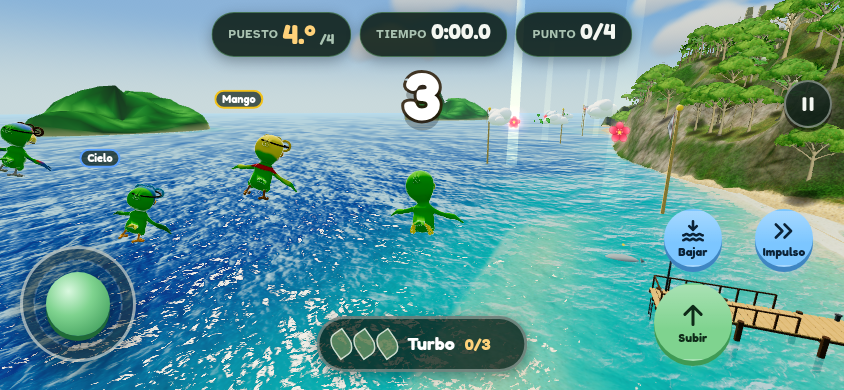 PUESTO 4.º /4
TIEMPO 0:00.0
PUNTO 0/4
3
Mango
Cielo
Bajar
Impulso
Subir
Turbo 0/3